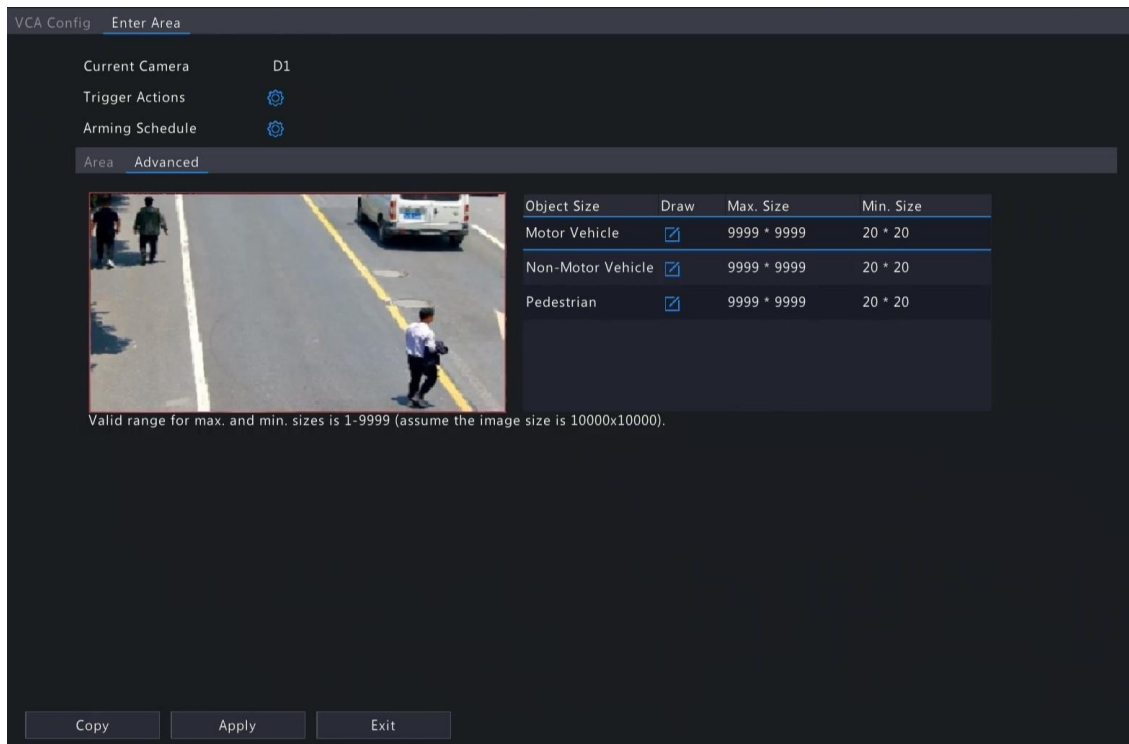 VCA Config Enter Area
Current Camera D1
Trigger Actions
Arming Schedule
Area Advanced
Object Size Draw Max. Size Min. Size
Motor Vehicle 9999 * 9999 20 * 20
Non-Motor Vehicle 9999 * 9999 20 * 20
Pedestrian 9999 * 9999 20 * 20
Valid range for max. and min. sizes is 1-9999 (assume the image size is 10000x10000).
Copy Apply Exit